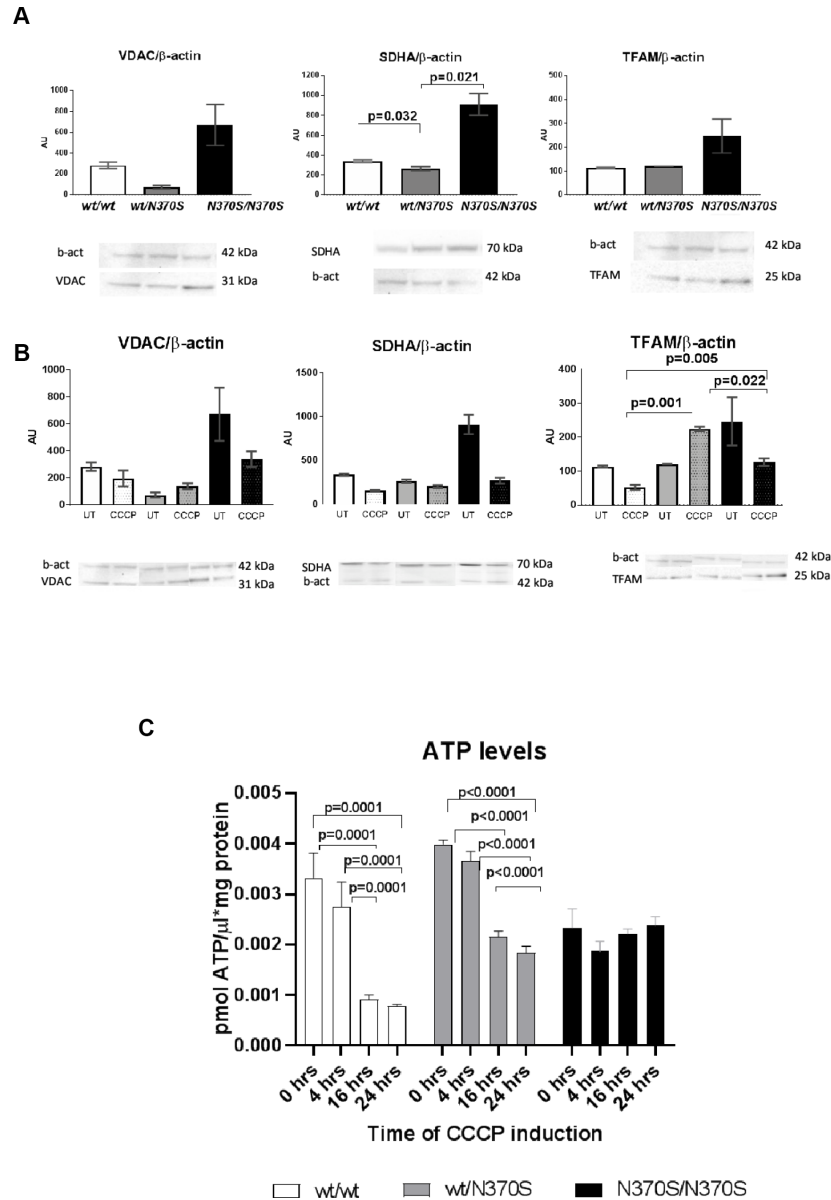 A
VDAC/β-actin
SDHA/β-actin
TFAM/β-actin
1000
800
600
400
200
0
AU
wt/wt
wt/N370S
N370S/N370S
1000
800
600
400
200
0
AU
p=0.032
p=0.021
wt/wt
wt/N370S
N370S/N370S
500
400
300
200
100
0
AU
wt/wt
wt/N370S
N370S/N370S
b-act
42 kDa
VDAC
31 kDa
SDHA
70 kDa
b-act
42 kDa
b-act
42 kDa
TFAM
25 kDa
B
VDAC/β-actin
SDHA/β-actin
TFAM/β-actin
1000
800
600
400
200
0
AU
UT
CCCP
UT
CCCP
UT
CCCP
1500
1000
500
0
AU
UT
CCCP
UT
CCCP
UT
CCCP
400
300
200
100
0
AU
p=0.005
p=0.022
p=0.001
UT
CCCP
UT
CCCP
UT
CCCP
b-act
42 kDa
VDAC
31 kDa
SDHA
70 kDa
b-act
42 kDa
b-act
42 kDa
TFAM
25 kDa
C
ATP levels
pmol ATP/µl*mg protein
0.005
0.004
0.003
0.002
0.001
0.000
p=0.0001
p=0.0001
p=0.0001
p=0.0001
p<0.0001
p<0.0001
p<0.0001
p<0.0001
0 hrs
4 hrs
16 hrs
24 hrs
0 hrs
4 hrs
16 hrs
24 hrs
0 hrs
4 hrs
16 hrs
24 hrs
Time of CCCP induction
wt/wt
wt/N370S
N370S/N370S